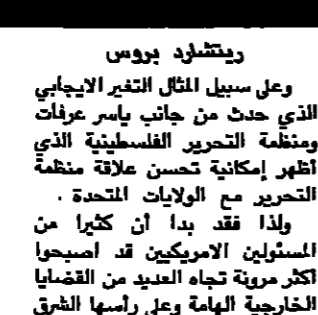 ريتشارد بروس
وعلى سبيل المثال التغير الايجابى
الذي حدث من جانب ياسر عرفات
ومنظمة التحرير الفلسطينية الذي
أظهر إمكانية تحسن علاقة منظمة
التحرير مع الولايات المتحدة .
ولذا فقد بدا أن كثيرا من
المسئولين الامريكيين قد اصبحوا
أكثر مرونة تجاه العديد من القضايا
الخارجية الهامة وعلى رأسها الشرق